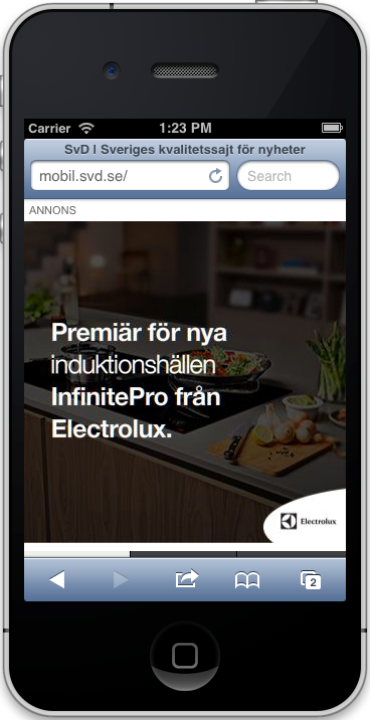 Carrier 1:23 PM
SvD I Sveriges kvalitetssajt för nyheter
mobil.svd.se/ Search
ANNONS
Premiär för nya
induktionshällen
InfinitePro från
Electrolux.
Electrolux
2